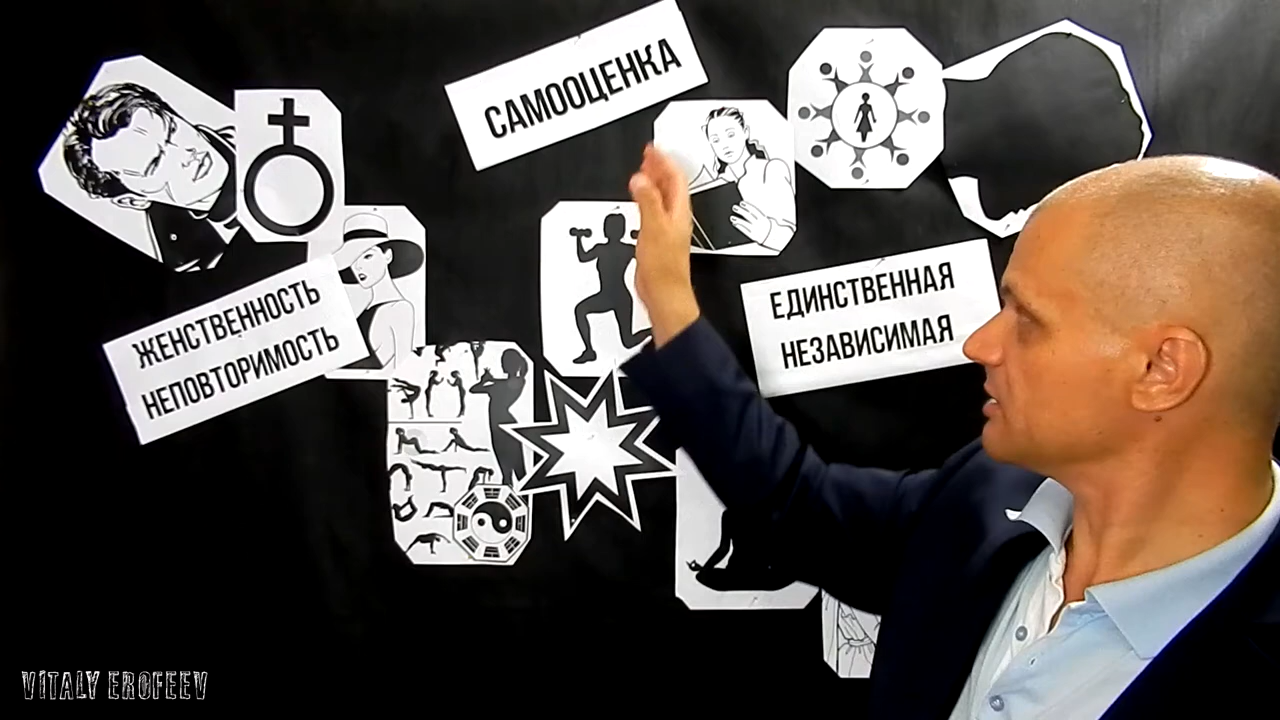 САМООЦЕНКА
ЖЕНСТВЕННОСТЬ
НЕПОВТОРИМОСТЬ
ЕДИНСТВЕННАЯ
НЕЗАВИСИМАЯ
VITALY EROFEEV